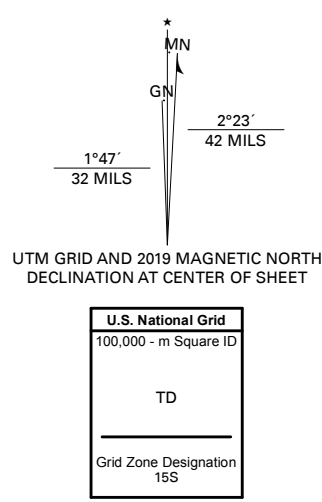 MN
GN
2°23´
42 MILS
1°47´
32 MILS
UTM GRID AND 2019 MAGNETIC NORTH
DECLINATION AT CENTER OF SHEET
U.S. National Grid
100,000 - m Square ID
TD
Grid Zone Designation
15S